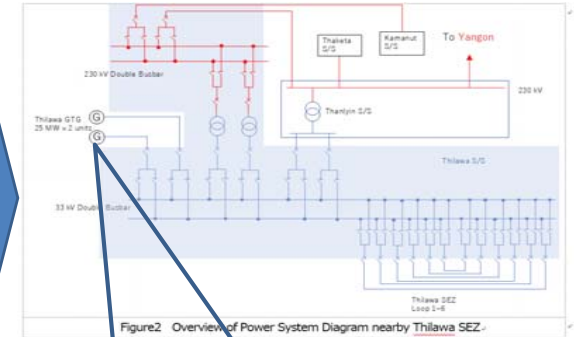 Thaketa
S/S
Kamanut
S/S
To Yangon
230 kV Double Busbar
230 kV
Thilawa GTG
25 MW x 2 units
G
G
Thanlyin S/S
Thilawa S/S
33 kV Double Busbar
Thilawa SEZ
Loop 1-6
Figure2 Overview of Power System Diagram nearby Thilawa SEZ